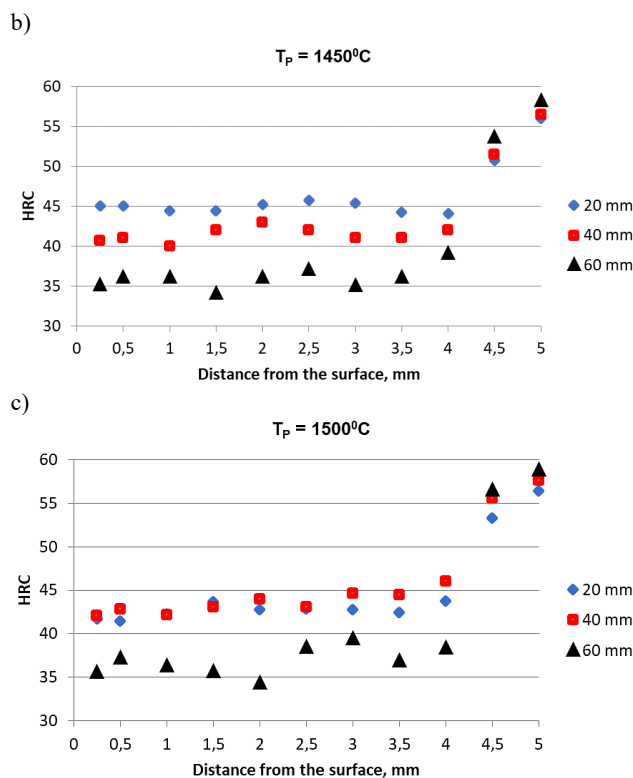 b)
T_P = 1450⁰C
60
55
50
45
40
35
30
HRC
0 0,5 1 1,5 2 2,5 3 3,5 4 4,5 5
Distance from the surface, mm
20 mm
40 mm
60 mm
c)
T_P = 1500⁰C
60
55
50
45
40
35
30
HRC
0 0,5 1 1,5 2 2,5 3 3,5 4 4,5 5
Distance from the surface, mm
20 mm
40 mm
60 mm